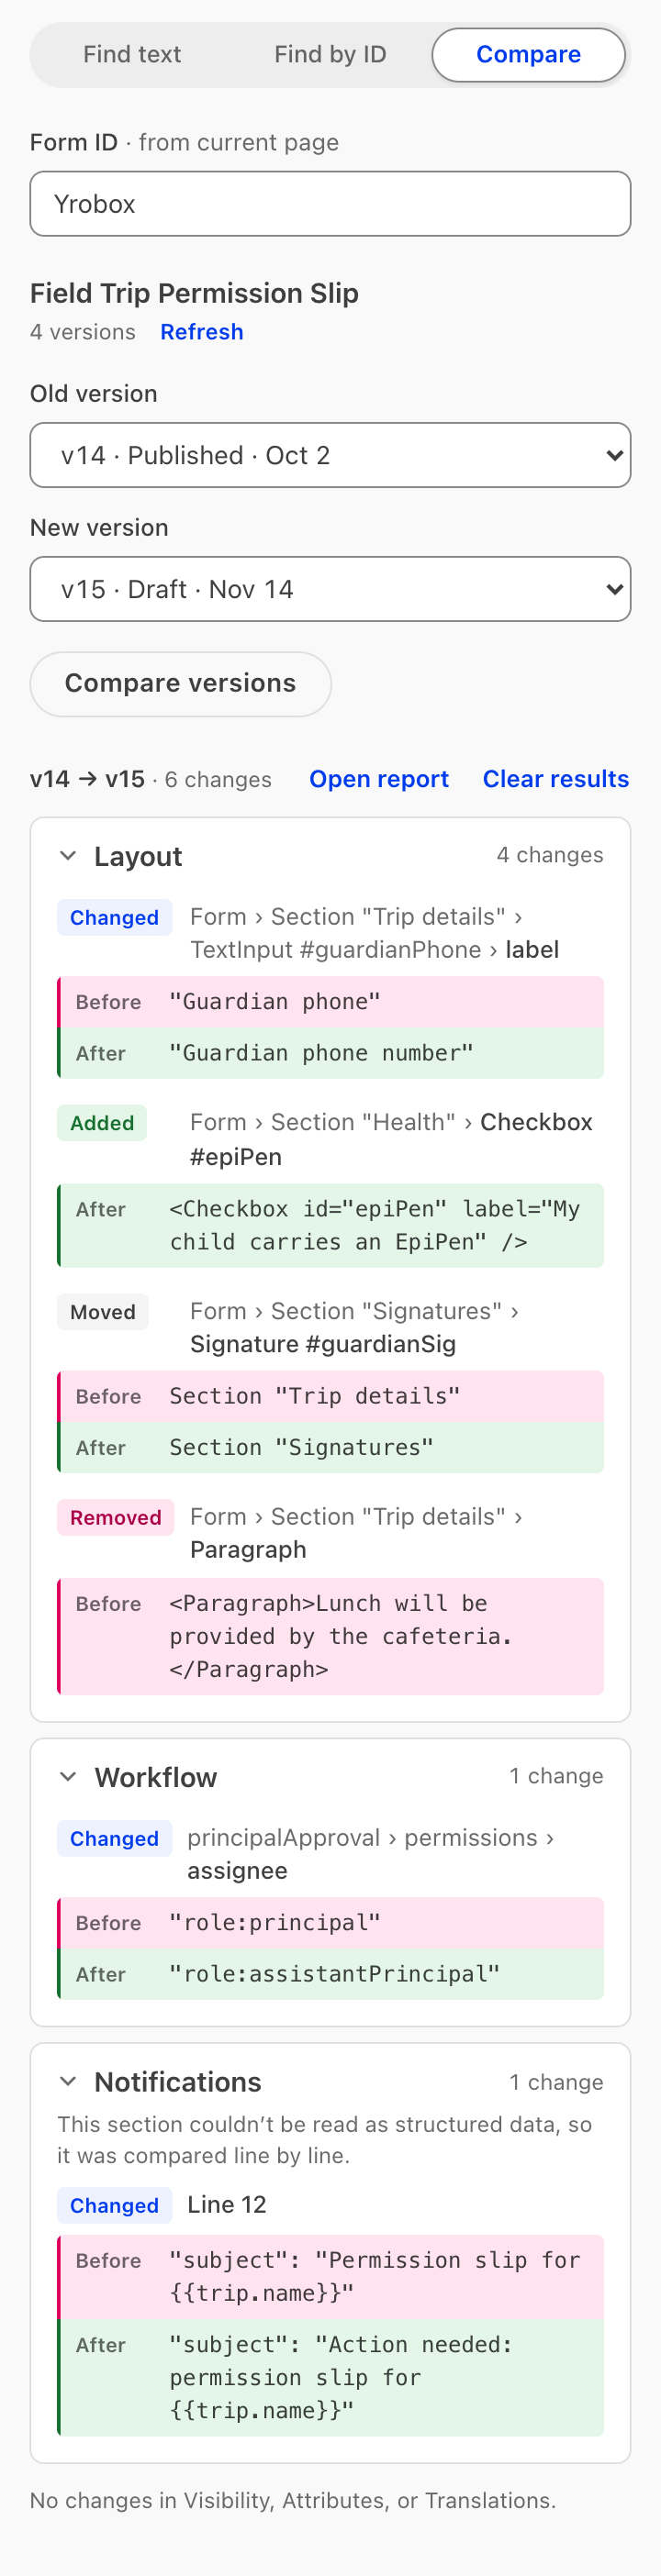 Find text Find by ID Compare
Form ID · from current page
Yrobox
Field Trip Permission Slip
4 versions Refresh
Old version
v14 · Published · Oct 2
New version
v15 · Draft · Nov 14
Compare versions
v14 → v15 · 6 changes Open report Clear results
Layout 4 changes
Changed Form › Section "Trip details" ›
TextInput #guardianPhone › label
Before "Guardian phone"
After "Guardian phone number"
Added Form › Section "Health" › Checkbox
#epiPen
After <Checkbox id="epiPen" label="My
child carries an EpiPen" />
Moved Form › Section "Signatures" ›
Signature #guardianSig
Before Section "Trip details"
After Section "Signatures"
Removed Form › Section "Trip details" ›
Paragraph
Before <Paragraph>Lunch will be
provided by the cafeteria.
</Paragraph>
Workflow 1 change
Changed principalApproval › permissions ›
assignee
Before "role:principal"
After "role:assistantPrincipal"
Notifications 1 change
This section couldn’t be read as structured data, so
it was compared line by line.
Changed Line 12
Before "subject": "Permission slip for
{{trip.name}}"
After "subject": "Action needed:
permission slip for
{{trip.name}}"
No changes in Visibility, Attributes, or Translations.